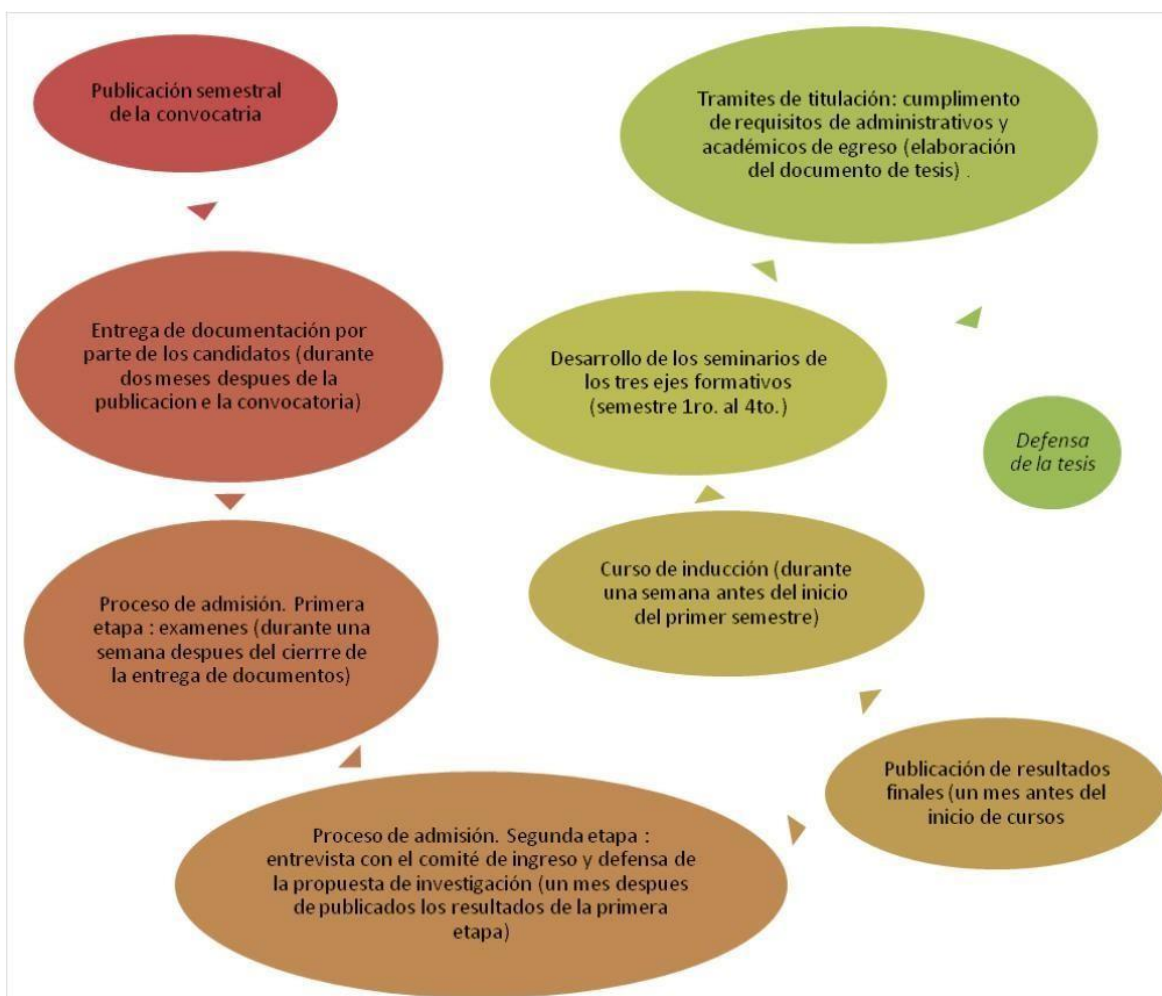 Publicación semestral
de la convocatria
Entrega de documentación por
parte de los candidatos (durante
dos meses despues de la
publicacion e la convocatoria)
Proceso de admisión. Primera
etapa : examenes (durante una
semana despues del cierrre de
la entrega de documentos)
Proceso de admisión. Segunda etapa :
entrevista con el comité de ingreso y defensa de
la propuesta de investigación (un mes despues
de publicados los resultados de la primera
etapa)
Publicación de resultados
finales (un mes antes del
inicio de cursos
Curso de inducción (durante
una semana antes del inicio
del primer semestre)
Desarrollo de los seminarios de
los tres ejes formativos
(semestre 1ro. al 4to.)
Tramites de titulación: cumplimento
de requisitos de administrativos y
académicos de egreso (elaboración
del documento de tesis) .
Defensa
de la tesis